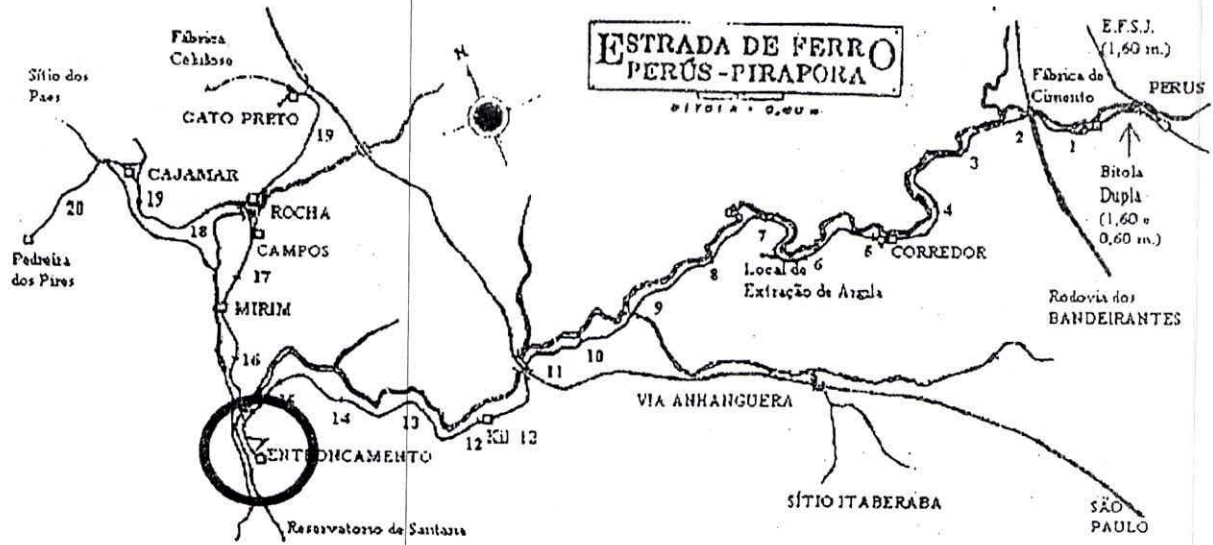 ESTRADA DE FERRO
PERÚS-PIRAPORA
BITOLA • 0,60 m.
E.F.S.J.
(1,60 m.)
PERUS
Fábrica de
Cimento
Bitola
Dupla
(1,60 e
0,60 m.)
Fábrica
Celulose
Sítio dos
Paes
N
GATO PRETO
19
CAJAMAR
19
20
ROCHA
18
CAMPOS
Pedreira
dos Pires
17
MIRIM
16
15
14
13
12
Kil 12
ENTRONCAMENTO
Reservatorio de Santana
11
10
9
8
7
6
5
CORREDOR
4
3
2
1
Local de
Extração de Argila
Rodovia dos
BANDEIRANTES
VIA ANHANGUERA
SÍTIO ITABERABA
SÃO
PAULO